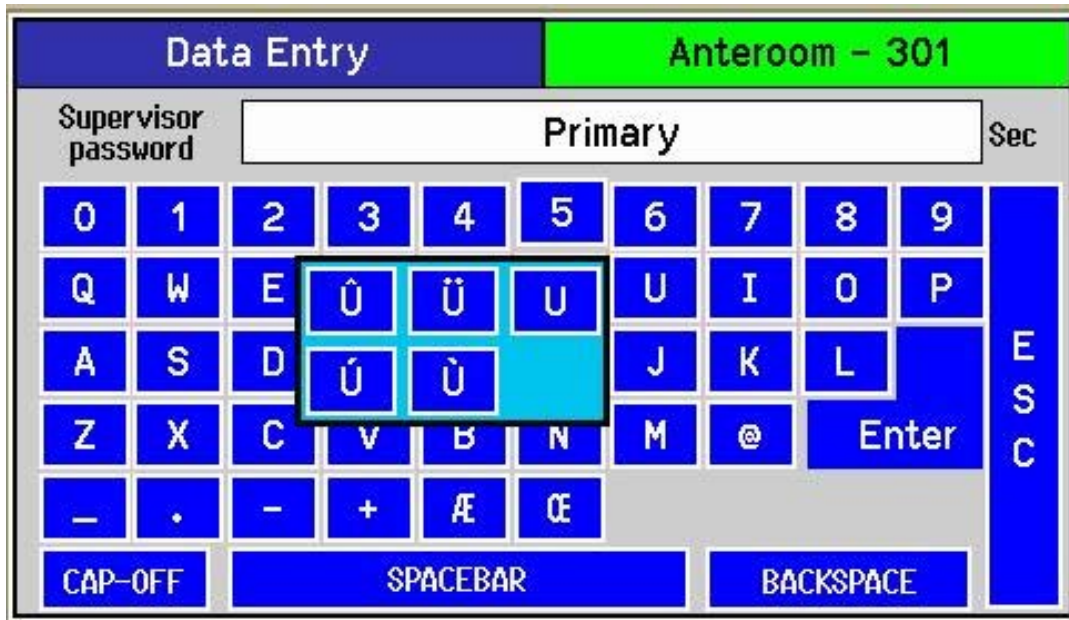 Data Entry
Anteroom - 301
Supervisor
password
Primary
Sec
0 1 2 3 4 5 6 7 8 9
Q W E Û Ü U U I O P
A S D Ú Ù J K L
Z X C V B N M @ Enter
_ . - + Æ Œ
ESC
CAP-OFF SPACEBAR BACKSPACE